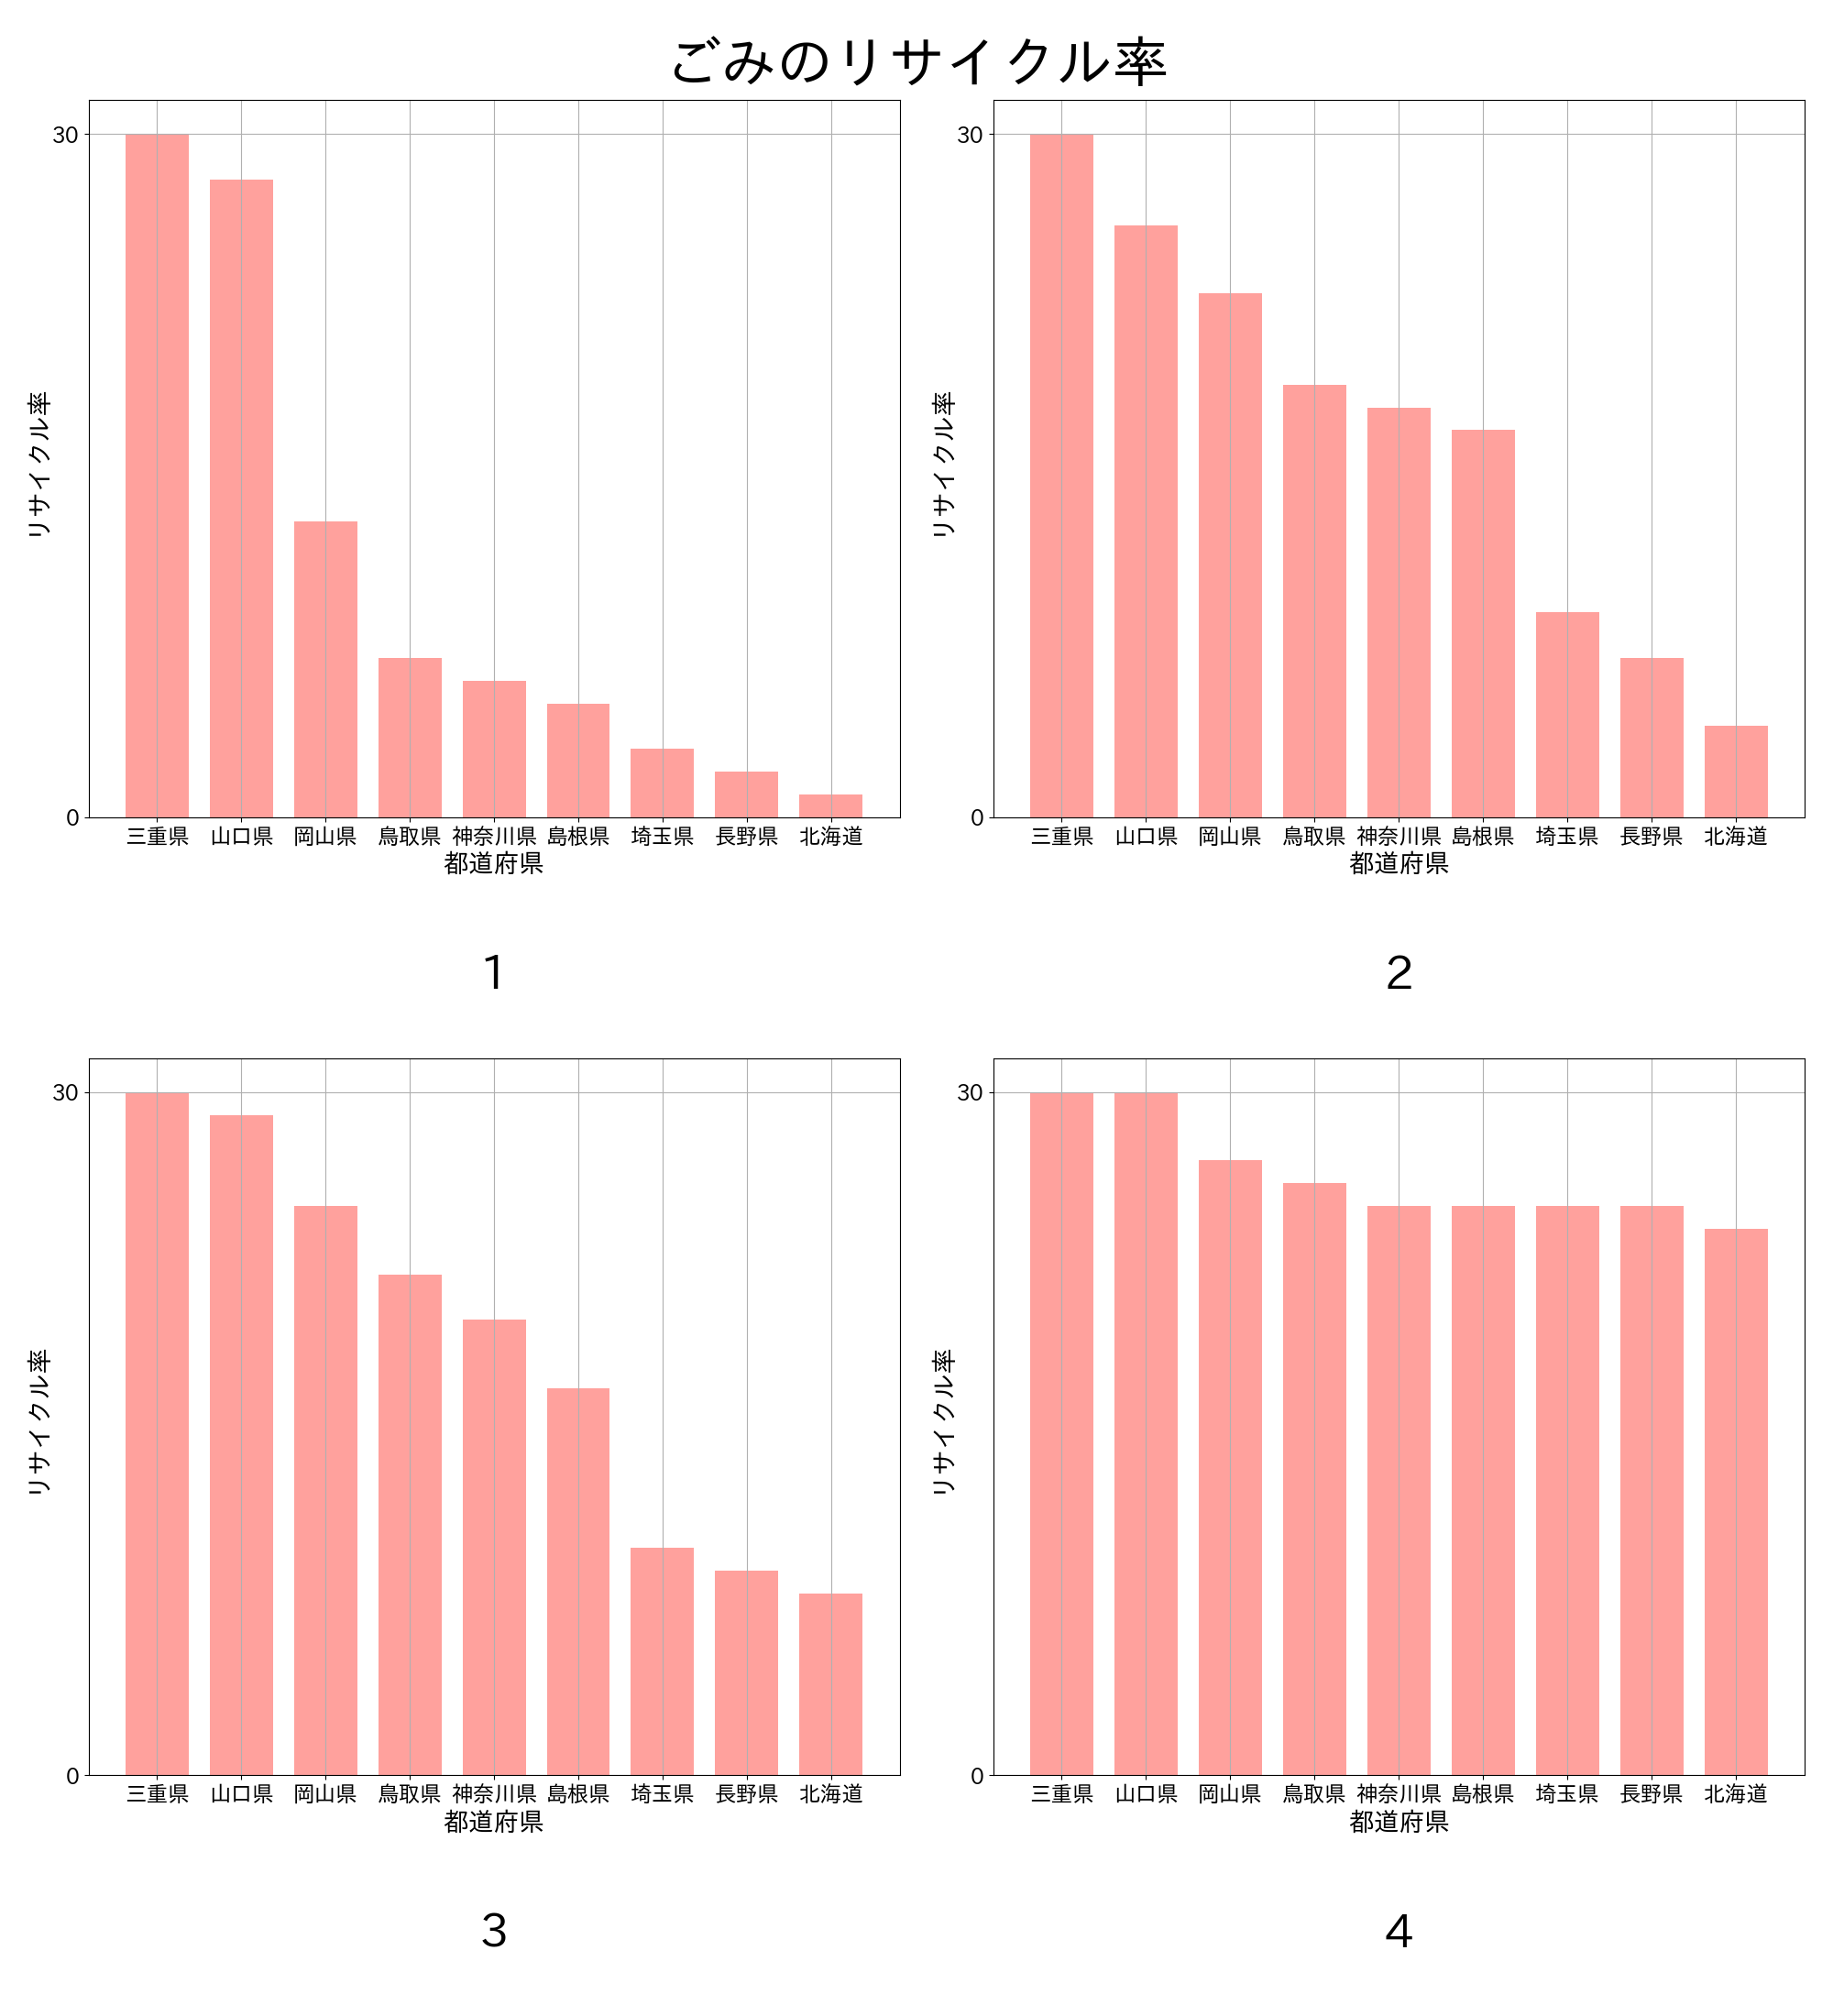 ごみのリサイクル率
30
0
リサイクル率
三重県 山口県 岡山県 鳥取県 神奈川県 島根県 埼玉県 長野県 北海道
都道府県
1
30
0
リサイクル率
三重県 山口県 岡山県 鳥取県 神奈川県 島根県 埼玉県 長野県 北海道
都道府県
2
30
0
リサイクル率
三重県 山口県 岡山県 鳥取県 神奈川県 島根県 埼玉県 長野県 北海道
都道府県
3
30
0
リサイクル率
三重県 山口県 岡山県 鳥取県 神奈川県 島根県 埼玉県 長野県 北海道
都道府県
4